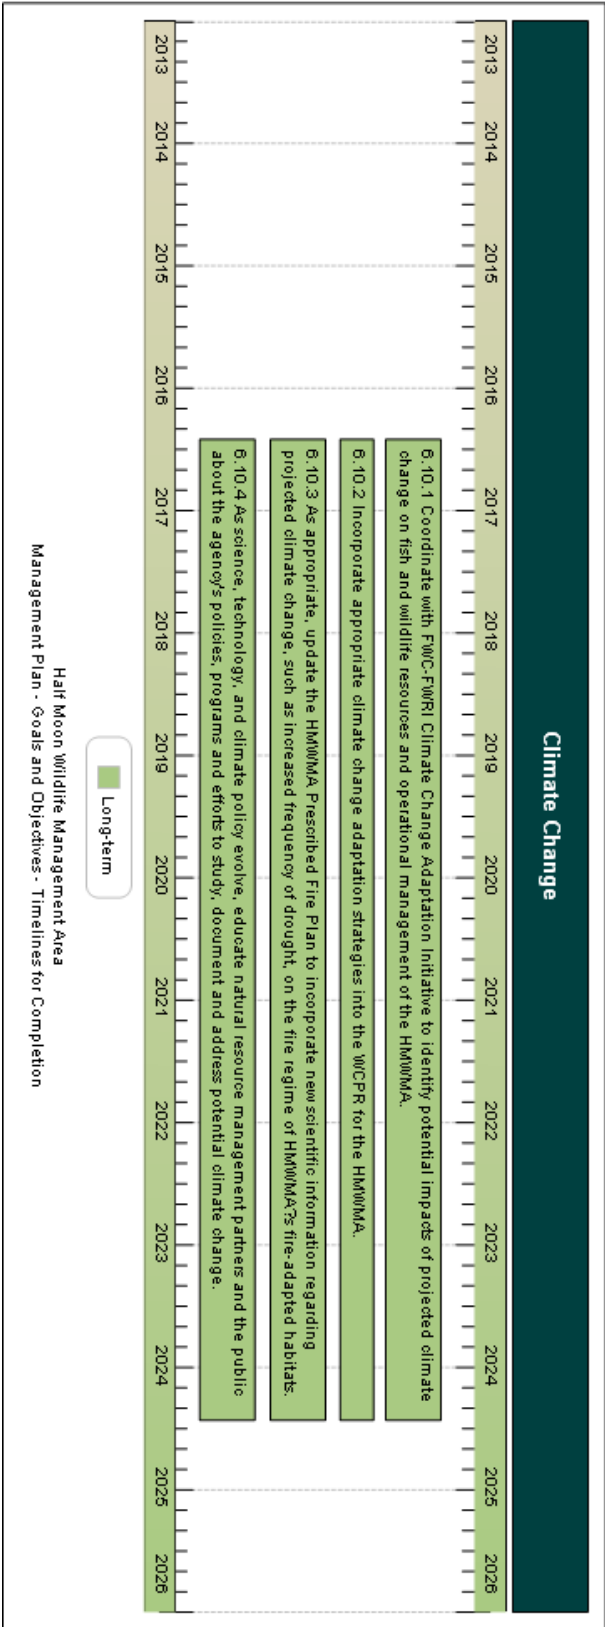 Climate Change
2013 2014 2015 2016 2017 2018 2019 2020 2021 2022 2023 2024 2025 2026
6.10.1 Coordinate with FWC-FWRI Climate Change Adaptation Initiative to identify potential impacts of projected climate
change on fish and wildlife resources and operational management of the HMWMA.
6.10.2 Incorporate appropriate climate change adaptation strategies into the WCPR for the HMWMA.
6.10.3 As appropriate, update the HMWMA Prescribed Fire Plan to incorporate new scientific information regarding
projected climate change, such as increased frequency of drought, on the fire regime of HMWMA?s fire-adapted habitats.
6.10.4 As science, technology, and climate policy evolve, educate natural resource management partners and the public
about the agency's policies, programs and efforts to study, document and address potential climate change.
2013 2014 2015 2016 2017 2018 2019 2020 2021 2022 2023 2024 2025 2026
Long-term
Half Moon Wildlife Management Area
Management Plan - Goals and Objectives - Timelines for Completion